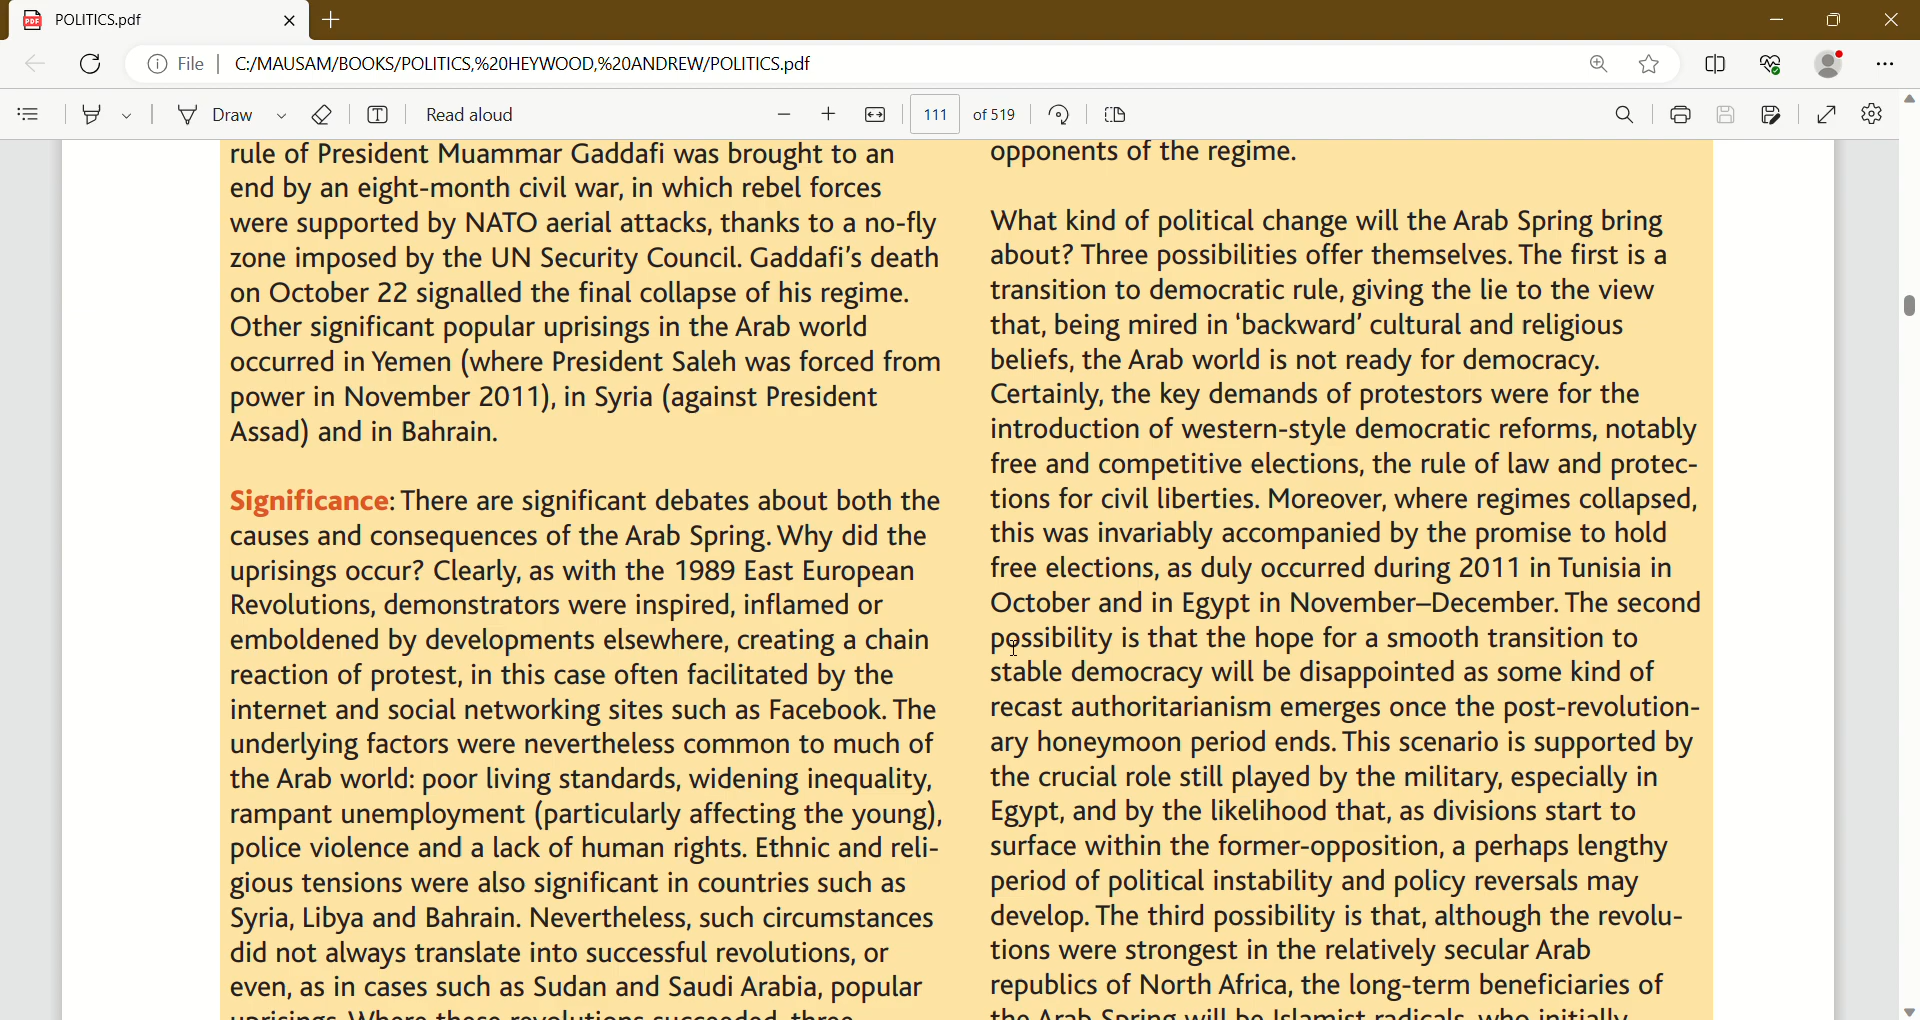 POLITICS.pdf
File
C:/MAUSAM/BOOKS/POLITICS,%20HEYWOOD,%20ANDREW/POLITICS.pdf
Draw
Read aloud
111
of 519
rule of President Muammar Gaddafi was brought to an
end by an eight-month civil war, in which rebel forces
were supported by NATO aerial attacks, thanks to a no-fly
zone imposed by the UN Security Council. Gaddafi's death
on October 22 signalled the final collapse of his regime.
Other significant popular uprisings in the Arab world
occurred in Yemen (where President Saleh was forced from
power in November 2011), in Syria (against President
Assad) and in Bahrain.
Significance: There are significant debates about both the
causes and consequences of the Arab Spring. Why did the
uprisings occur? Clearly, as with the 1989 East European
Revolutions, demonstrators were inspired, inflamed or
emboldened by developments elsewhere, creating a chain
reaction of protest, in this case often facilitated by the
internet and social networking sites such as Facebook. The
underlying factors were nevertheless common to much of
the Arab world: poor living standards, widening inequality,
rampant unemployment (particularly affecting the young),
police violence and a lack of human rights. Ethnic and reli-
gious tensions were also significant in countries such as
Syria, Libya and Bahrain. Nevertheless, such circumstances
did not always translate into successful revolutions, or
even, as in cases such as Sudan and Saudi Arabia, popular
uprisings. Where these revolutions succeeded, three
opponents of the regime.
What kind of political change will the Arab Spring bring
about? Three possibilities offer themselves. The first is a
transition to democratic rule, giving the lie to the view
that, being mired in 'backward' cultural and religious
beliefs, the Arab world is not ready for democracy.
Certainly, the key demands of protestors were for the
introduction of western-style democratic reforms, notably
free and competitive elections, the rule of law and protec-
tions for civil liberties. Moreover, where regimes collapsed,
this was invariably accompanied by the promise to hold
free elections, as duly occurred during 2011 in Tunisia in
October and in Egypt in November–December. The second
possibility is that the hope for a smooth transition to
stable democracy will be disappointed as some kind of
recast authoritarianism emerges once the post-revolution-
ary honeymoon period ends. This scenario is supported by
the crucial role still played by the military, especially in
Egypt, and by the likelihood that, as divisions start to
surface within the former-opposition, a perhaps lengthy
period of political instability and policy reversals may
develop. The third possibility is that, although the revolu-
tions were strongest in the relatively secular Arab
republics of North Africa, the long-term beneficiaries of
the Arab Spring will be Islamist radicals, who initially